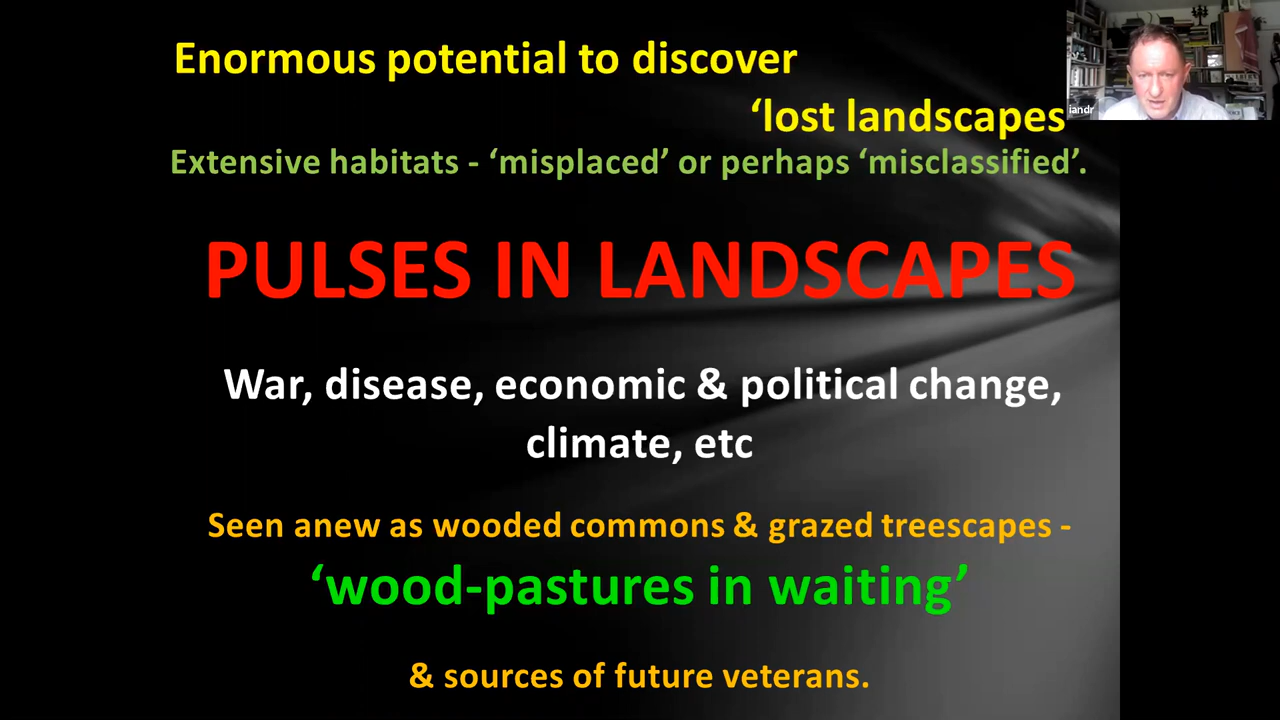 Enormous potential to discover
‘lost landscapes
iandr
Extensive habitats - ‘misplaced’ or perhaps ‘misclassified’.
PULSES IN LANDSCAPES
War, disease, economic & political change,
climate, etc
Seen anew as wooded commons & grazed treescapes -
‘wood-pastures in waiting’
& sources of future veterans.